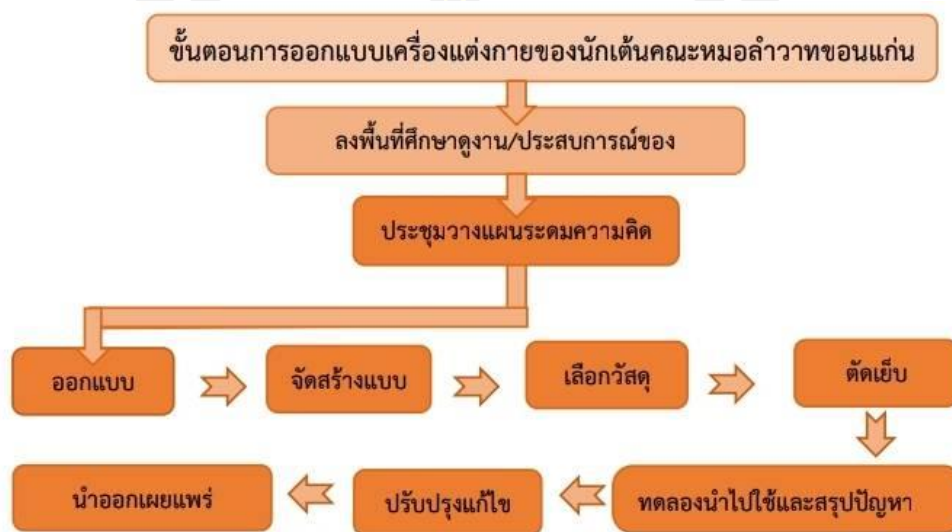 ขั้นตอนการออกแบบเครื่องแต่งกายของนักเต้นคณะหมอลำวาทขอนแก่น
ลงพื้นที่ศึกษาดูงาน/ประสบการณ์ของ
ประชุมวางแผนระดมความคิด
ออกแบบ
จัดสร้างแบบ
เลือกวัสดุ
ตัดเย็บ
ทดลองนำไปใช้และสรุปปัญหา
ปรับปรุงแก้ไข
นำออกเผยแพร่